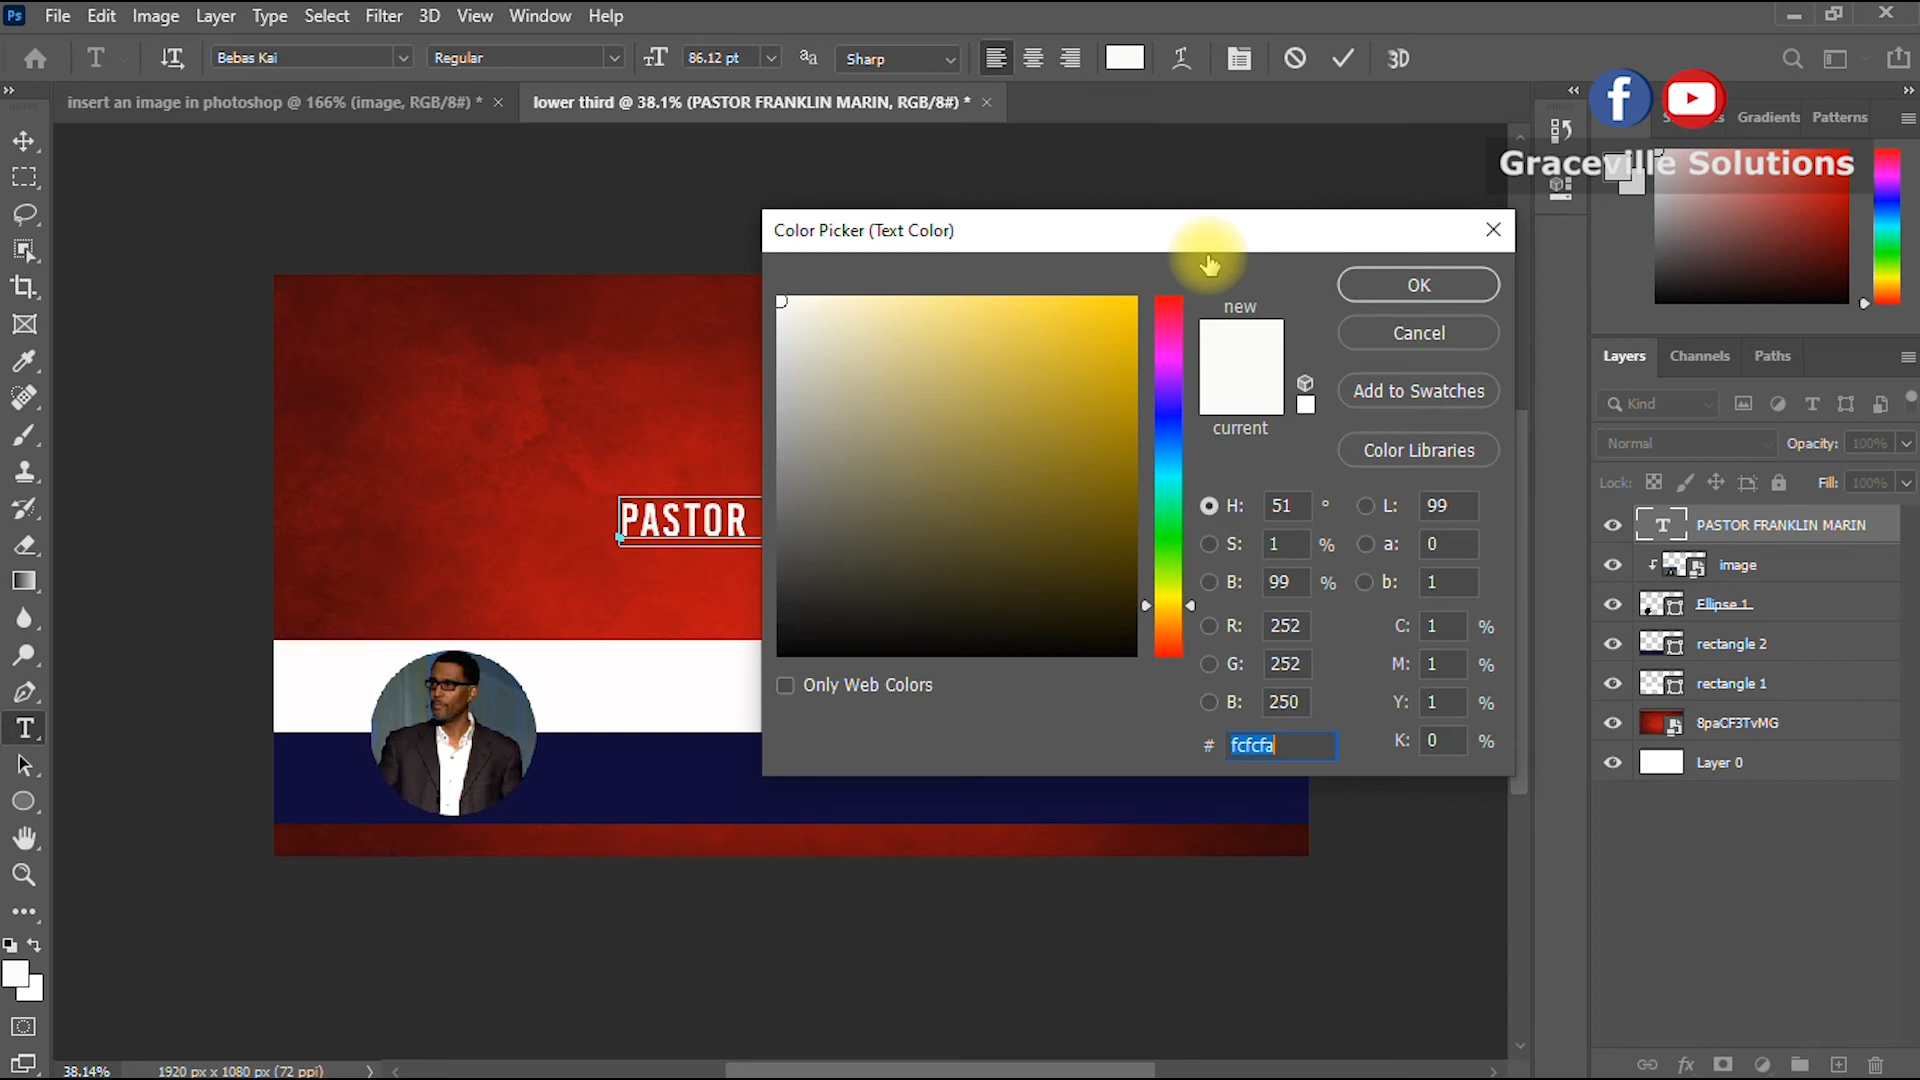 Ps File Edit Image Layer Type Select Filter 3D View Window Help
Bebas Kai Regular 86.12 pt Sharp 3D
insert an image in photoshop @ 166% (image, RGB/8#) * × lower third @ 38.1% (PASTOR FRANKLIN MARIN, RGB/8#) * ×
Gradients Patterns
Graceville Solutions
Color Picker (Text Color)
OK
new
Cancel
Add to Swatches
current
Color Libraries
H: 51 ° L: 99
S: 1 % a: 0
B: 99 % b: 1
R: 252 C: 1 %
G: 252 M: 1 %
B: 250 Y: 1 %
# fcfcfa K: 0 %
Only Web Colors
PASTOR
Layers Channels Paths
Kind
Normal Opacity: 100%
Lock: Fill: 100%
PASTOR FRANKLIN MARIN
image
Ellipse 1
rectangle 2
rectangle 1
8paCF3TvMG
Layer 0
38.14% 1920 px x 1080 px (72 ppi)